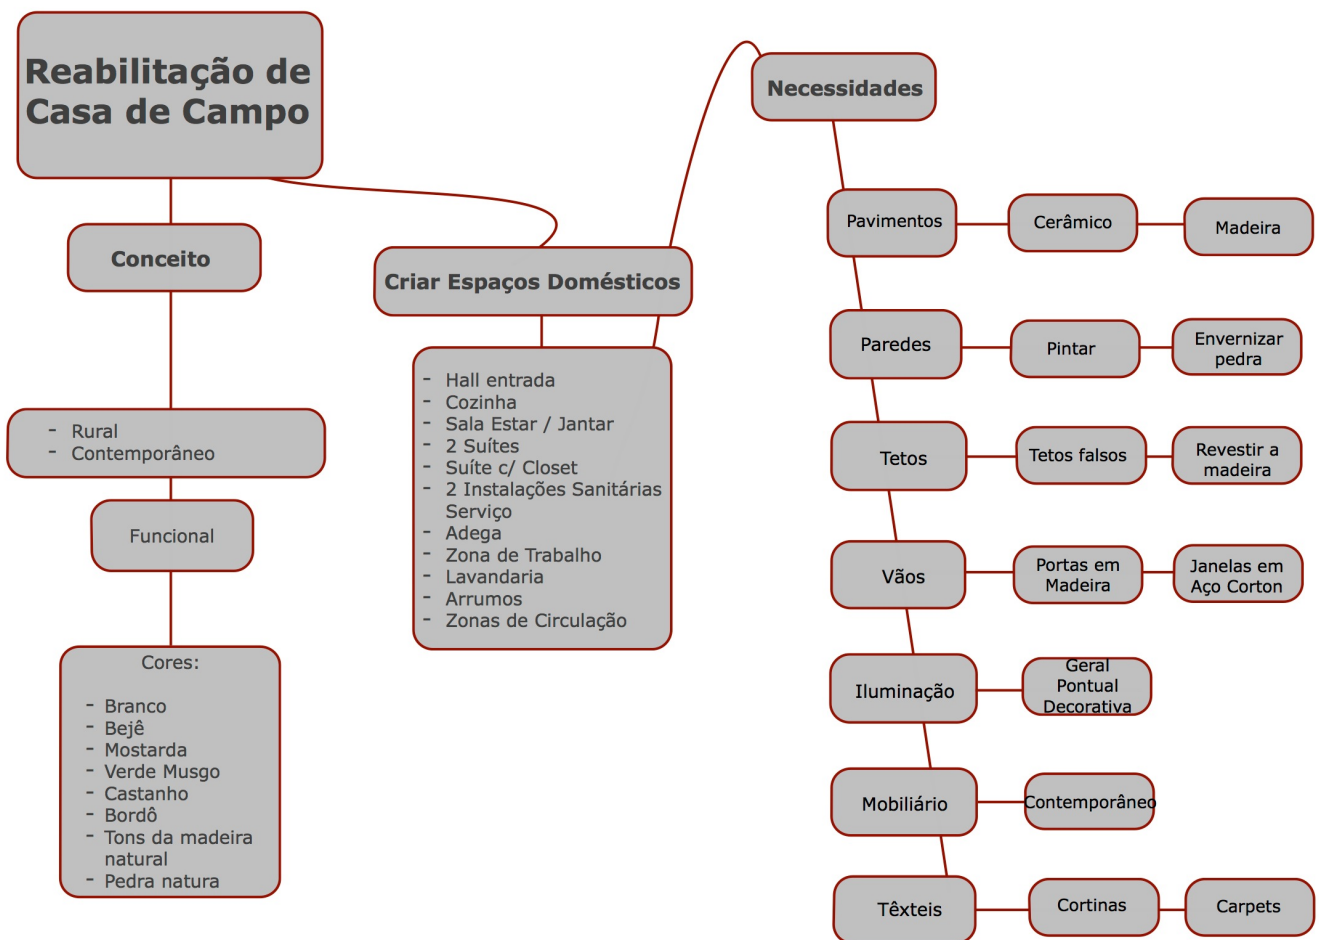 Reabilitação de
Casa de Campo
Conceito
- Rural
- Contemporâneo
Funcional
Cores:
- Branco
- Bejê
- Mostarda
- Verde Musgo
- Castanho
- Bordô
- Tons da madeira
natural
- Pedra natura
Criar Espaços Domésticos
- Hall entrada
- Cozinha
- Sala Estar / Jantar
- 2 Suítes
- Suíte c/ Closet
- 2 Instalações Sanitárias
Serviço
- Adega
- Zona de Trabalho
- Lavandaria
- Arrumos
- Zonas de Circulação
Necessidades
Pavimentos
Cerâmico
Madeira
Paredes
Pintar
Envernizar
pedra
Tetos
Tetos falsos
Revestir a
madeira
Vãos
Portas em
Madeira
Janelas em
Aço Corton
Iluminação
Geral
Pontual
Decorativa
Mobiliário
Contemporâneo
Têxteis
Cortinas
Carpets